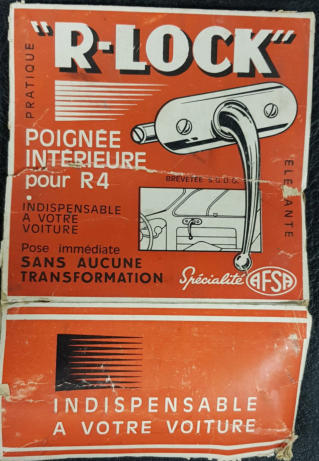 "R-LOCK"
PRATIQUE
POIGNÉE
INTÉRIEURE
pour R4
BREVETÉE S.G.D.G.
ÉLÉGANTE
INDISPENSABLE
A VOTRE
VOITURE
Pose immédiate
SANS AUCUNE
TRANSFORMATION
Spécialité AFSA
INDISPENSABLE
A VOTRE VOITURE